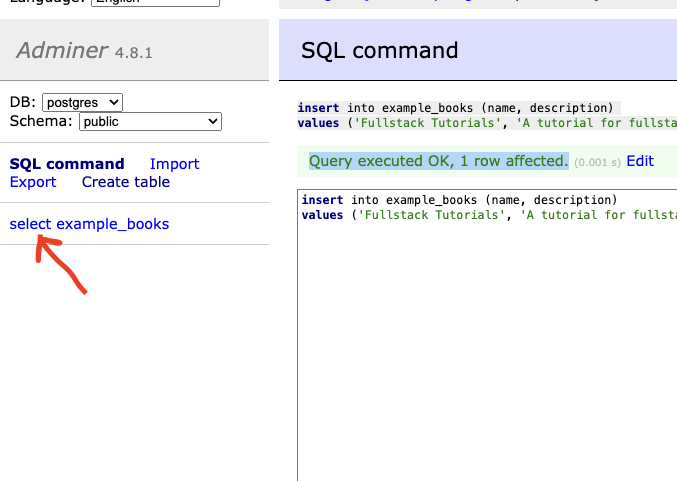 Language: English
Adminer 4.8.1
DB: postgres
Schema: public
SQL command Import
Export Create table
select example_books
SQL command
insert into example_books (name, description)
values ('Fullstack Tutorials', 'A tutorial for fullsta
Query executed OK, 1 row affected. (0.001 s) Edit
insert into example_books (name, description)
values ('Fullstack Tutorials', 'A tutorial for fullsta